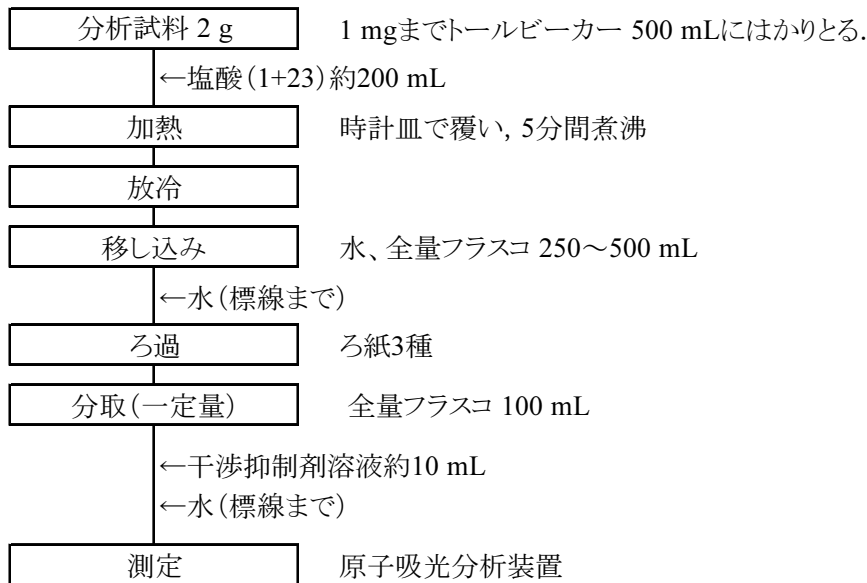 分析試料 2 g 1 mgまでトールビーカー 500 mLにはかりとる.
←塩酸（1+23）約200 mL
加熱 時計皿で覆い, 5分間煮沸
放冷
移し込み 水、全量フラスコ 250～500 mL
←水（標線まで）
ろ過 ろ紙3種
分取（一定量） 全量フラスコ 100 mL
←干渉抑制剤溶液約10 mL
←水（標線まで）
測定 原子吸光分析装置